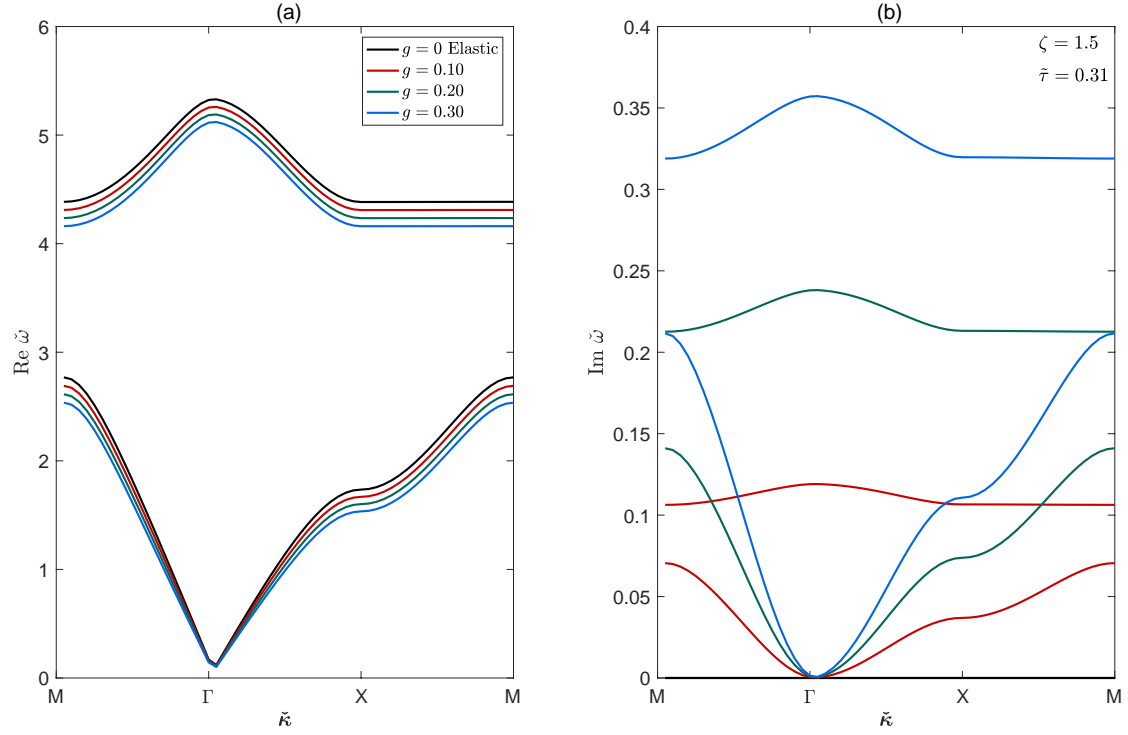 (a)
6
5
4
3
2
1
0
Re ω̌
M Γ X M
κ̌
g = 0 Elastic
g = 0.10
g = 0.20
g = 0.30
(b)
0.4
0.35
0.3
0.25
0.2
0.15
0.1
0.05
0
Im ω̌
M Γ X M
κ̌
ζ = 1.5
τ̃ = 0.31